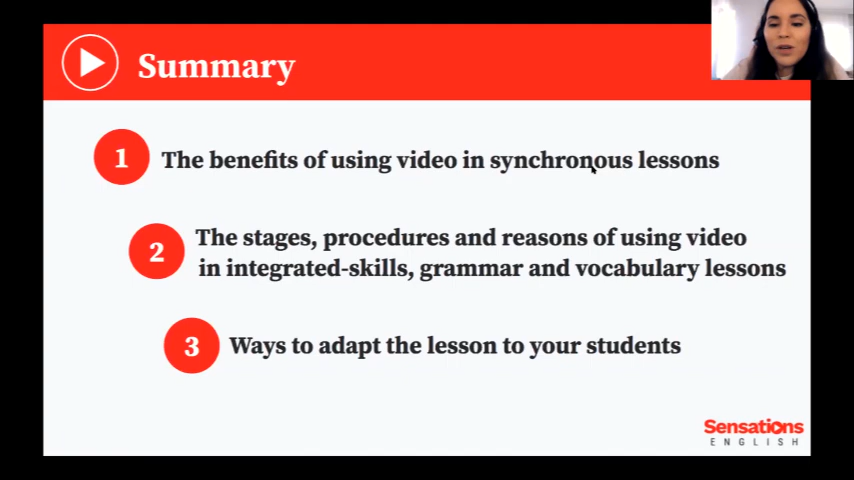 Summary
1
The benefits of using video in synchronous lessons
2
The stages, procedures and reasons of using video
in integrated-skills, grammar and vocabulary lessons
3
Ways to adapt the lesson to your students
Sensations
ENGLISH